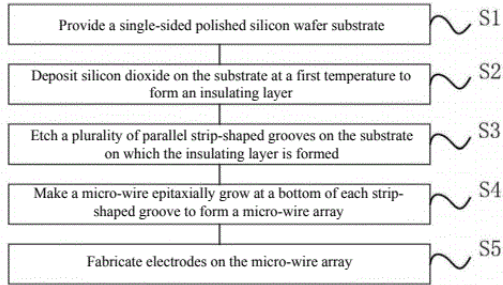 Provide a single-sided polished silicon wafer substrate
S1
Deposit silicon dioxide on the substrate at a first temperature to
form an insulating layer
S2
Etch a plurality of parallel strip-shaped grooves on the substrate
on which the insulating layer is formed
S3
Make a micro-wire epitaxially grow at a bottom of each strip-
shaped groove to form a micro-wire array
S4
Fabricate electrodes on the micro-wire array
S5